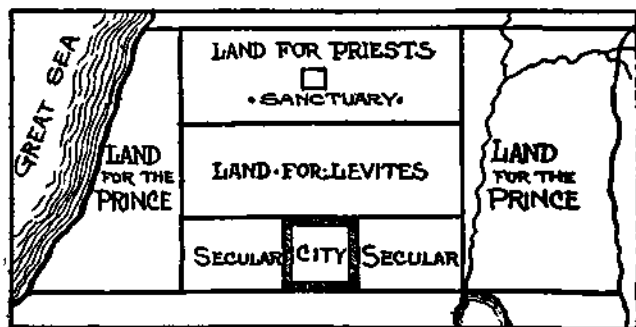 GREAT SEA
LAND
FOR THE
PRINCE
LAND FOR PRIESTS
• SANCTUARY •
LAND • FOR • LEVITES
SECULAR
CITY
SECULAR
LAND
FOR THE
PRINCE